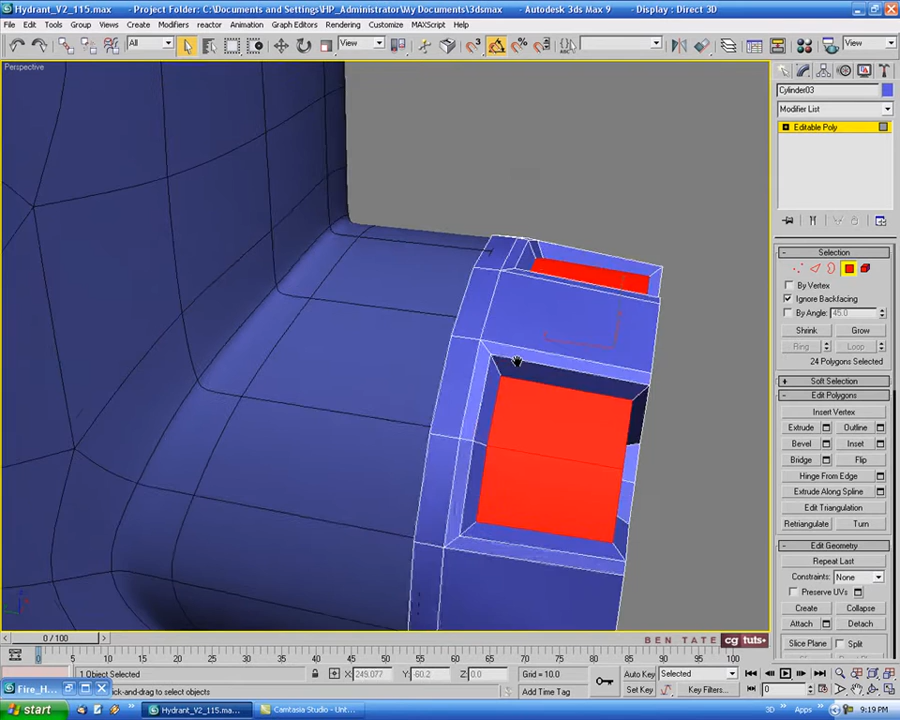 Hydrant_V2_115.max - Project Folder: C:\Documents and Settings\HP_Administrator\My Documents\3dsmax - Autodesk 3ds Max 9 - Display : Direct 3D
File Edit Tools Group Views Create Modifiers reactor Animation Graph Editors Rendering Customize MAXScript Help
All View View
Perspective
Cylinder03
Modifier List
Editable Poly
Selection
By Vertex
Ignore Backfacing
By Angle: 45.0
Shrink Grow
Ring Loop
24 Polygons Selected
Soft Selection
Edit Polygons
Insert Vertex
Extrude Outline
Bevel Inset
Bridge Flip
Hinge From Edge
Extrude Along Spline
Edit Triangulation
Retriangulate Turn
Edit Geometry
Repeat Last
Constraints: None
Preserve UVs
Create Collapse
Attach Detach
Slice Plane Split
BEN TATE cg tuts+
0 / 100
0 5 10 15 20 25 30 35 40 45 50 55 60 65 70 75 80 85 90 95 100
1 Object Selected X: 249.077 Y: -60.2 Z: 0.0 Grid = 10.0 Auto Key Selected
Fire_H... ick-and-drag to select objects Add Time Tag Set Key Key Filters... 0
start Hydrant_V2_115.ma... Camtasia Studio - Unt... 3D Apps 9:19 PM